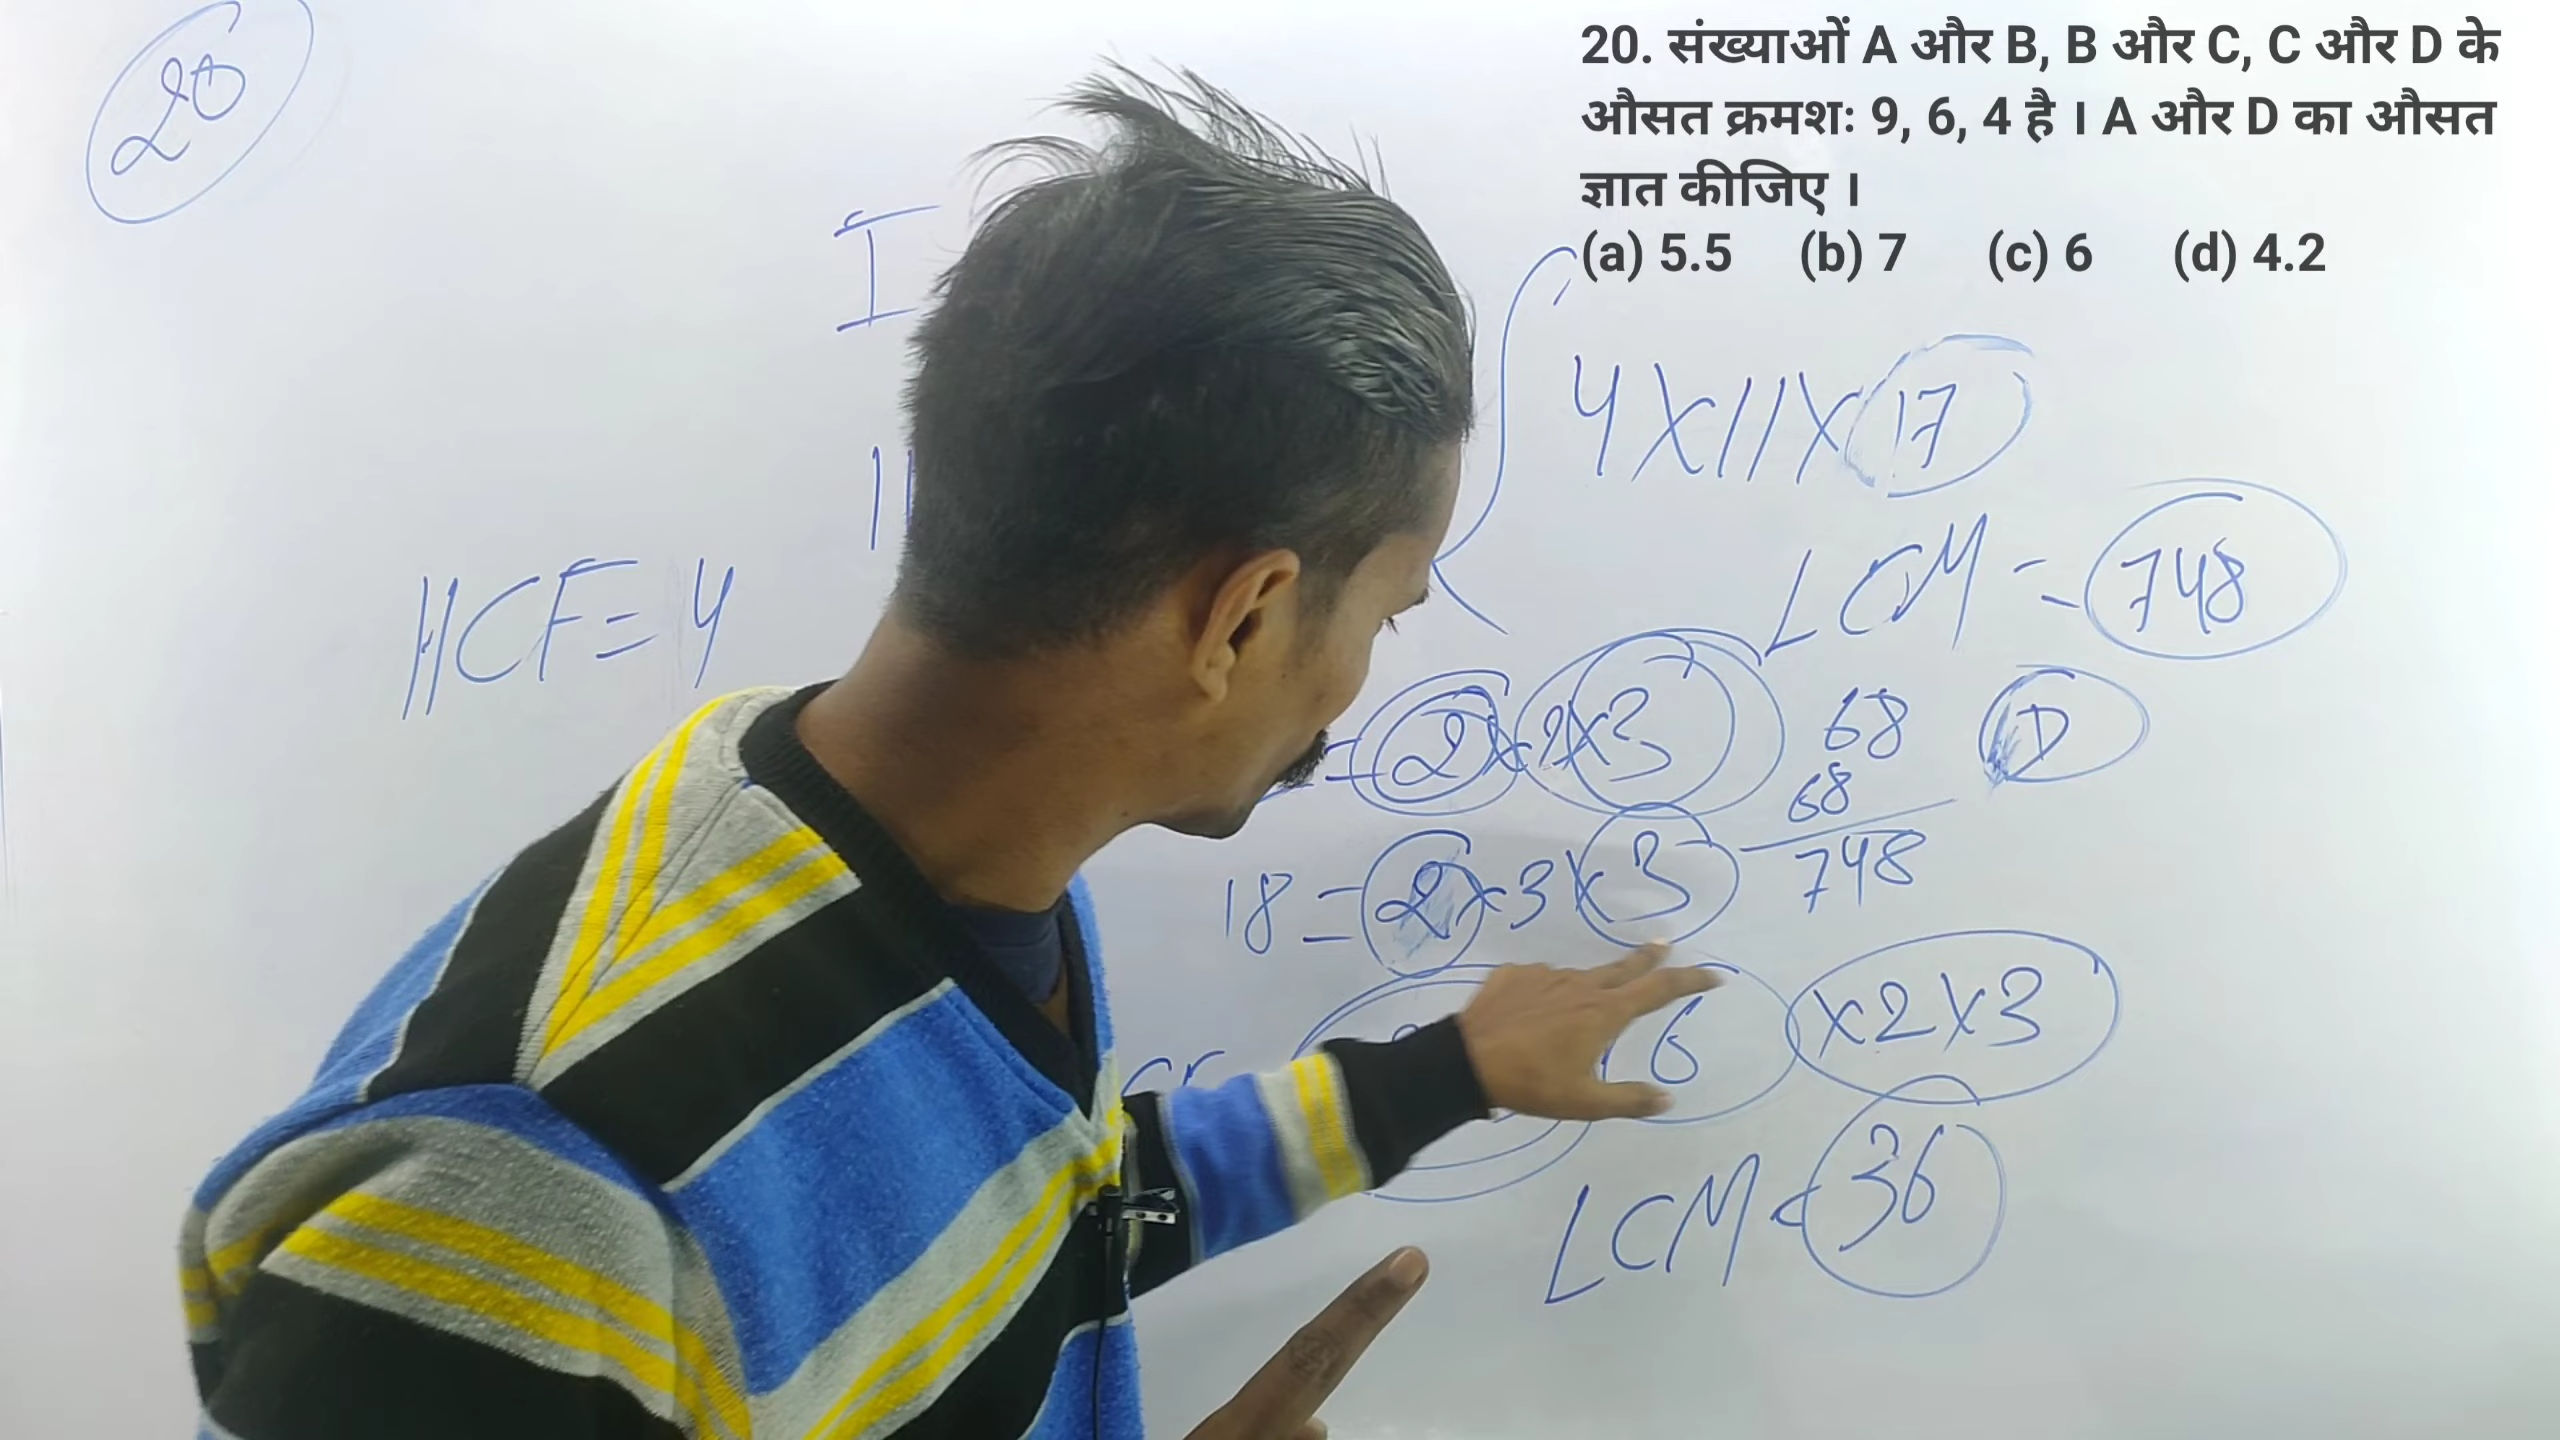 20. संख्याओं A और B, B और C, C और D के
औसत क्रमशः 9, 6, 4 है । A और D का औसत
ज्ञात कीजिए ।
(a) 5.5 (b) 7 (c) 6 (d) 4.2
20
I
4 X 11 X 17
HCF = 4
LCM = 748
= 2 x 2 x 3
68
D
68
18 = 2 x 3 x 3
748
6 x 2 x 3
LCM = 36